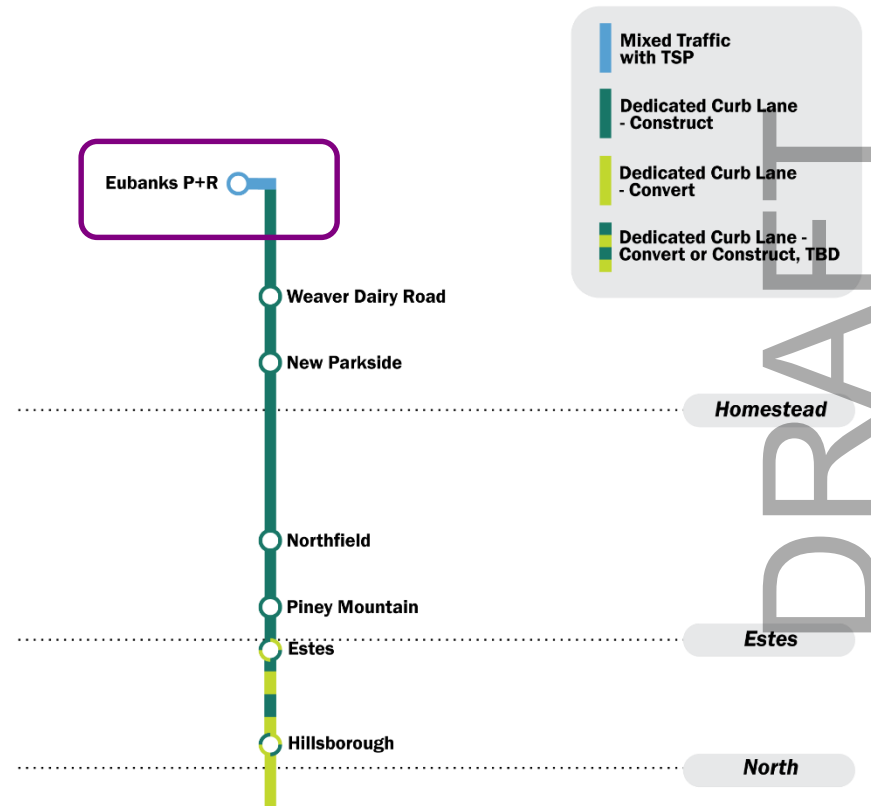 Mixed Traffic
with TSP
Dedicated Curb Lane
- Construct
Dedicated Curb Lane
- Convert
Dedicated Curb Lane -
Convert or Construct, TBD
Eubanks P+R
Weaver Dairy Road
New Parkside
Homestead
Northfield
Piney Mountain
Estes
Estes
Hillsborough
North
DRAFT